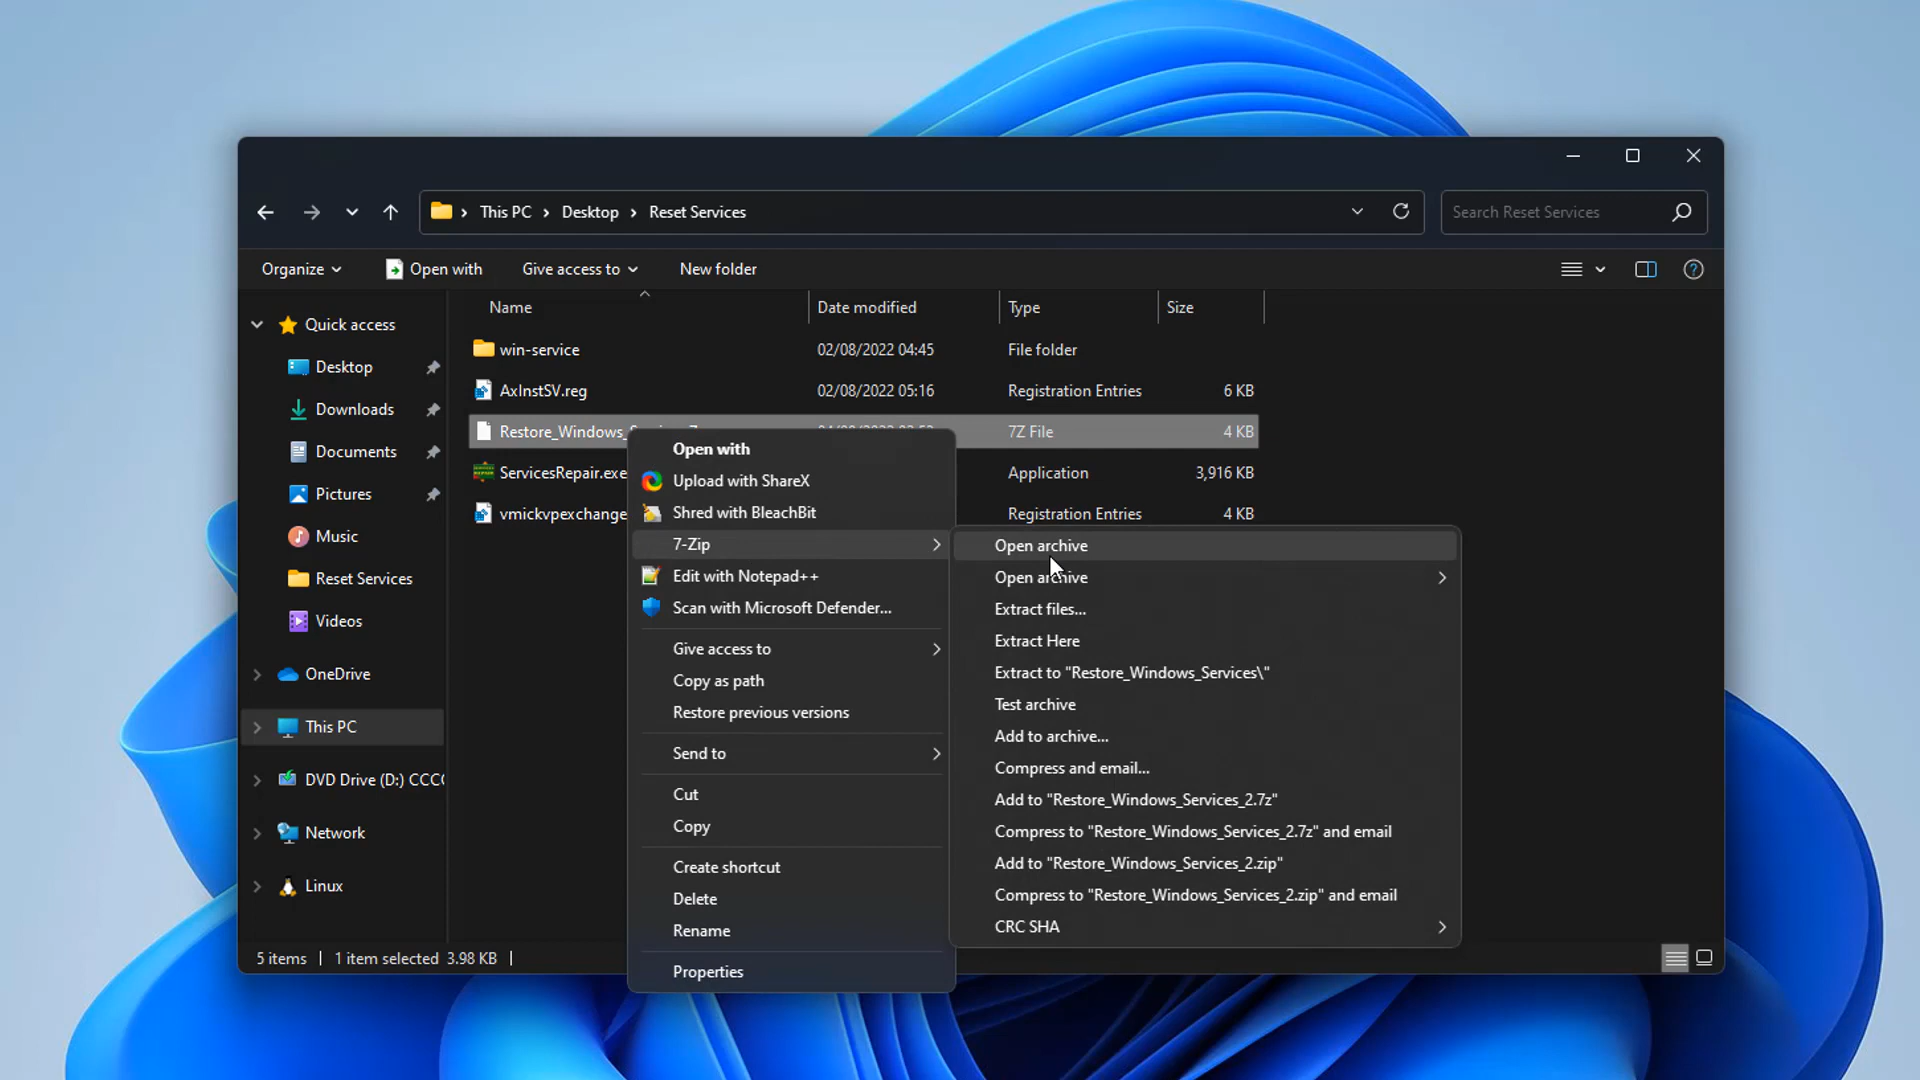 This PC > Desktop > Reset Services
Search Reset Services
Organize
Open with
Give access to
New folder
Name
Date modified
Type
Size
Quick access
Desktop
Downloads
Documents
Pictures
Music
Reset Services
Videos
OneDrive
This PC
DVD Drive (D:) CCC
Network
Linux
win-service 02/08/2022 04:45 File folder
AxInstSV.reg 02/08/2022 05:16 Registration Entries 6 KB
Restore_Windows_ 7Z File 4 KB
ServicesRepair.exe Application 3,916 KB
vmickvpexchange Registration Entries 4 KB
Open with
Upload with ShareX
Shred with BleachBit
7-Zip
Edit with Notepad++
Scan with Microsoft Defender...
Give access to
Copy as path
Restore previous versions
Send to
Cut
Copy
Create shortcut
Delete
Rename
Properties
Open archive
Open archive
Extract files...
Extract Here
Extract to "Restore_Windows_Services\"
Test archive
Add to archive...
Compress and email...
Add to "Restore_Windows_Services_2.7z"
Compress to "Restore_Windows_Services_2.7z" and email
Add to "Restore_Windows_Services_2.zip"
Compress to "Restore_Windows_Services_2.zip" and email
CRC SHA
5 items | 1 item selected 3.98 KB |